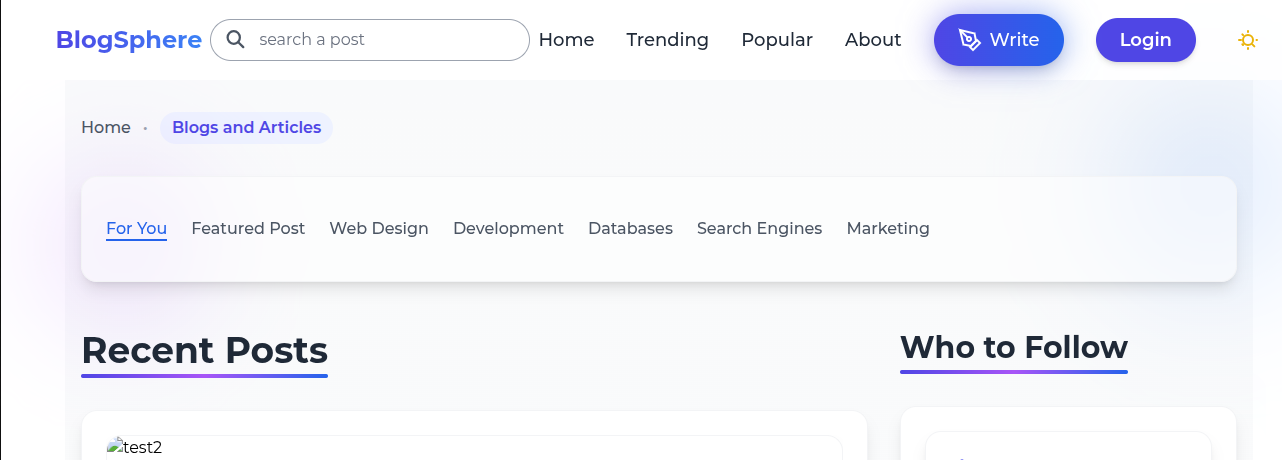 BlogSphere search a post Home Trending Popular About Write Login
Home • Blogs and Articles
For You Featured Post Web Design Development Databases Search Engines Marketing
Recent Posts
Who to Follow
test2